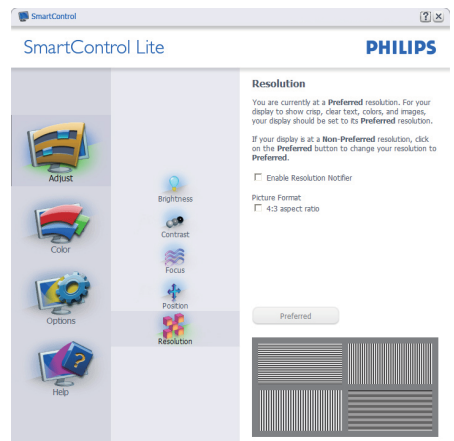 SmartControl
SmartControl Lite
PHILIPS
Adjust
Color
Options
Help
Brightness
Contrast
Focus
Position
Resolution
Resolution
You are currently at a Preferred resolution. For your
display to show crisp, clear text, colors, and images,
your display should be set to its Preferred resolution.
If your display is at a Non-Preferred resolution, click
on the Preferred button to change your resolution to
Preferred.
Enable Resolution Notifier
Picture Format
4:3 aspect ratio
Preferred